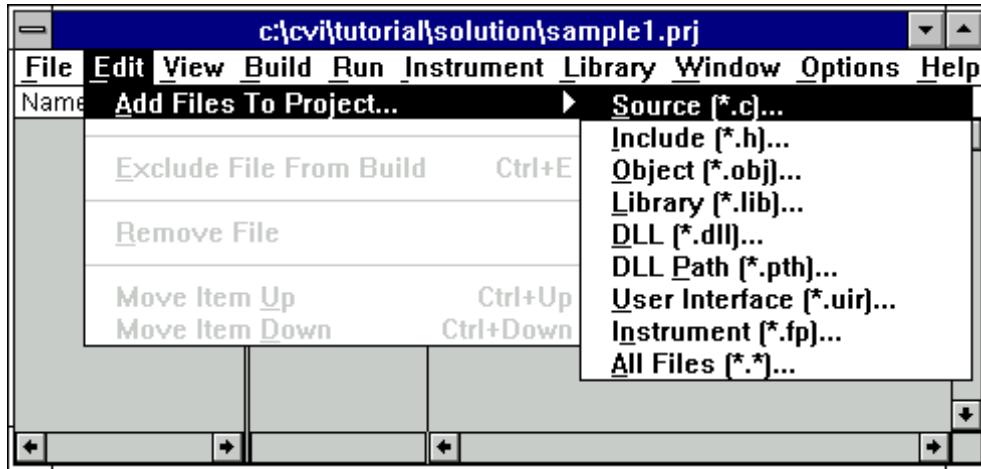 c:\cvi\tutorial\solution\sample1.prj
File Edit View Build Run Instrument Library Window Options Help
Name
Add Files To Project...
Exclude File From Build Ctrl+E
Remove File
Move Item Up Ctrl+Up
Move Item Down Ctrl+Down
Source (*.c)...
Include (*.h)...
Object (*.obj)...
Library (*.lib)...
DLL (*.dll)...
DLL Path (*.pth)...
User Interface (*.uir)...
Instrument (*.fp)...
All Files (*.*)...